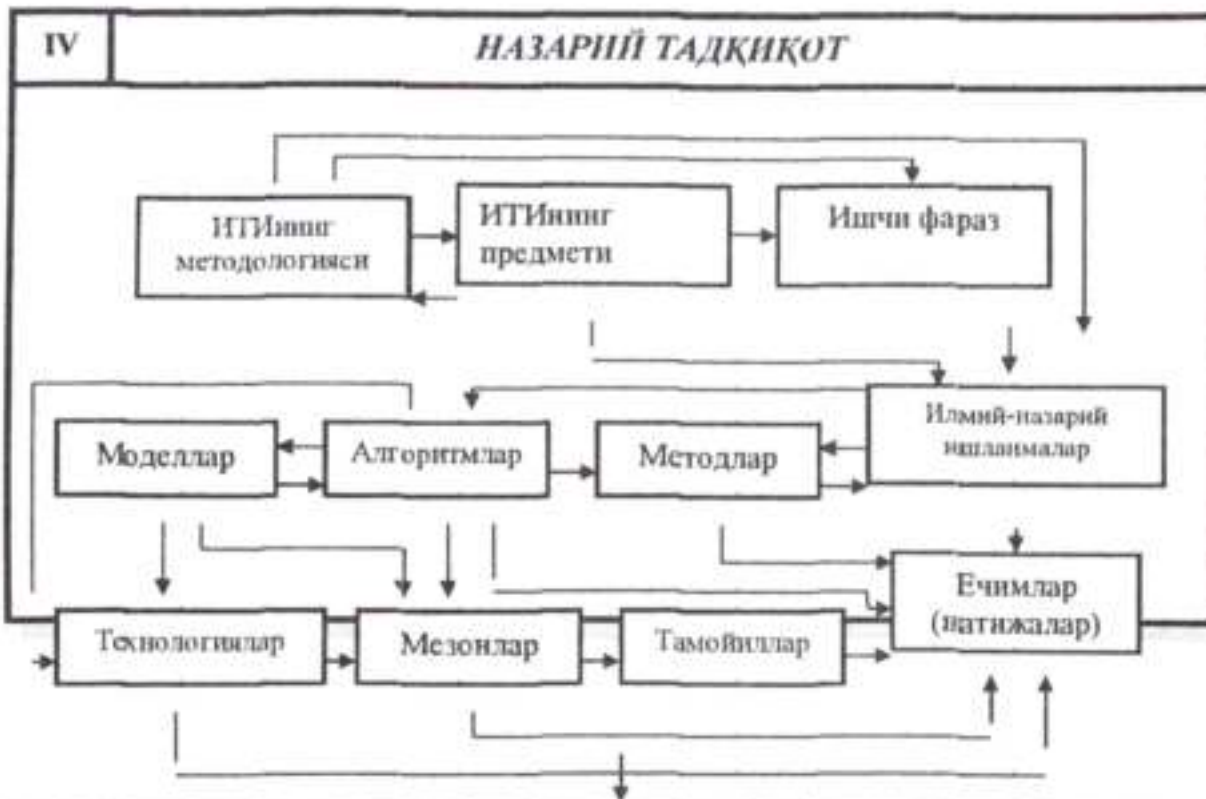 IV
НАЗАРИЙ ТАДҚИҚОТ
ИТИнинг
методологияси
ИТИнинг
предмети
Ишчи фараз
Моделлар
Алгоритмлар
Методлар
Илмий-назарий
ишланмалар
Технологиялар
Мезонлар
Тамойиллар
Ечимлар
(натижалар)